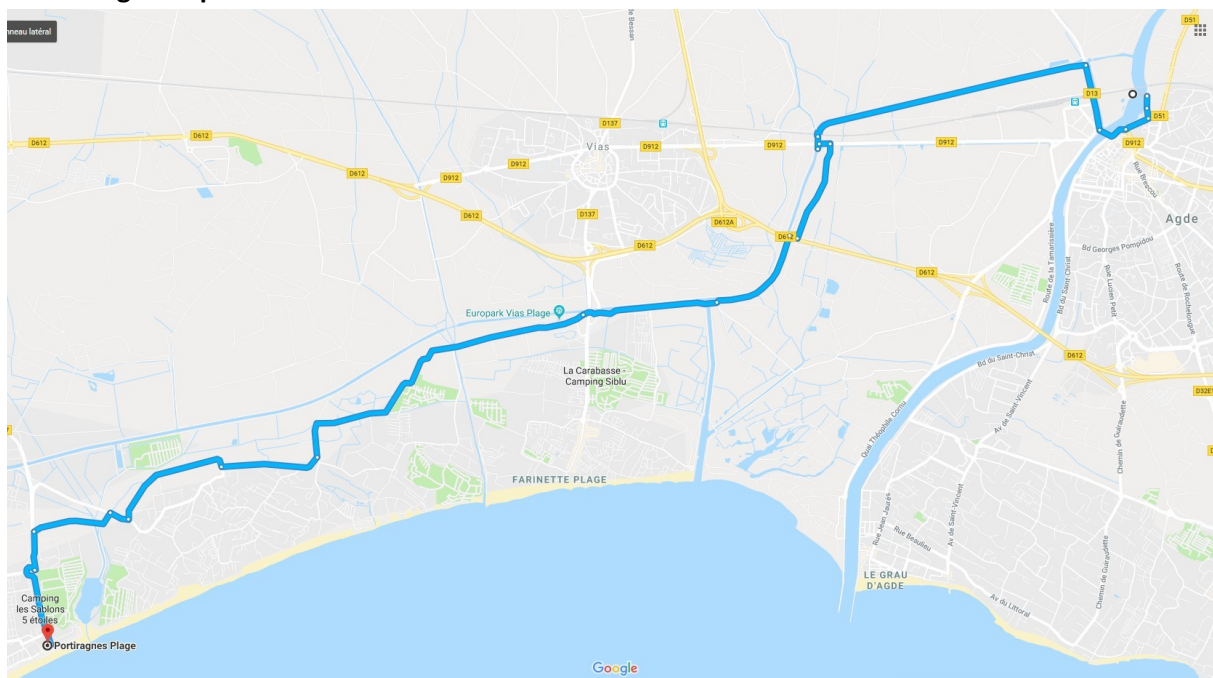 nneau latéral
de Bessan
D51
D13
D51
D137
D612
D612
Vias
D912
D912
D912
D912
D612
D912
D912
Rue Brescou
D612
D137
D612A
Agde
D612
D612
D612
Bd Georges Pompidou
Route de la Tamarissière
Bd du Saint-Christ
Rue Lucien Petit
Route de Rochelongue
Europark Vias Plage
D612
Bd du Saint-Christ
La Carabasse -
Camping Siblu
D32E
Quai Théophile Cornu
Av de Saint-Vincent
Chemin de Guiraudette
FARINETTE PLAGE
Rue Jean Jaurès
Rue Beaulieu
Av de Saint-Vincent
Chemin de Guiraudette
LE GRAU
D'AGDE
Av du Littoral
Camping
les Sablons
5 étoiles
Portiragnes Plage
Google